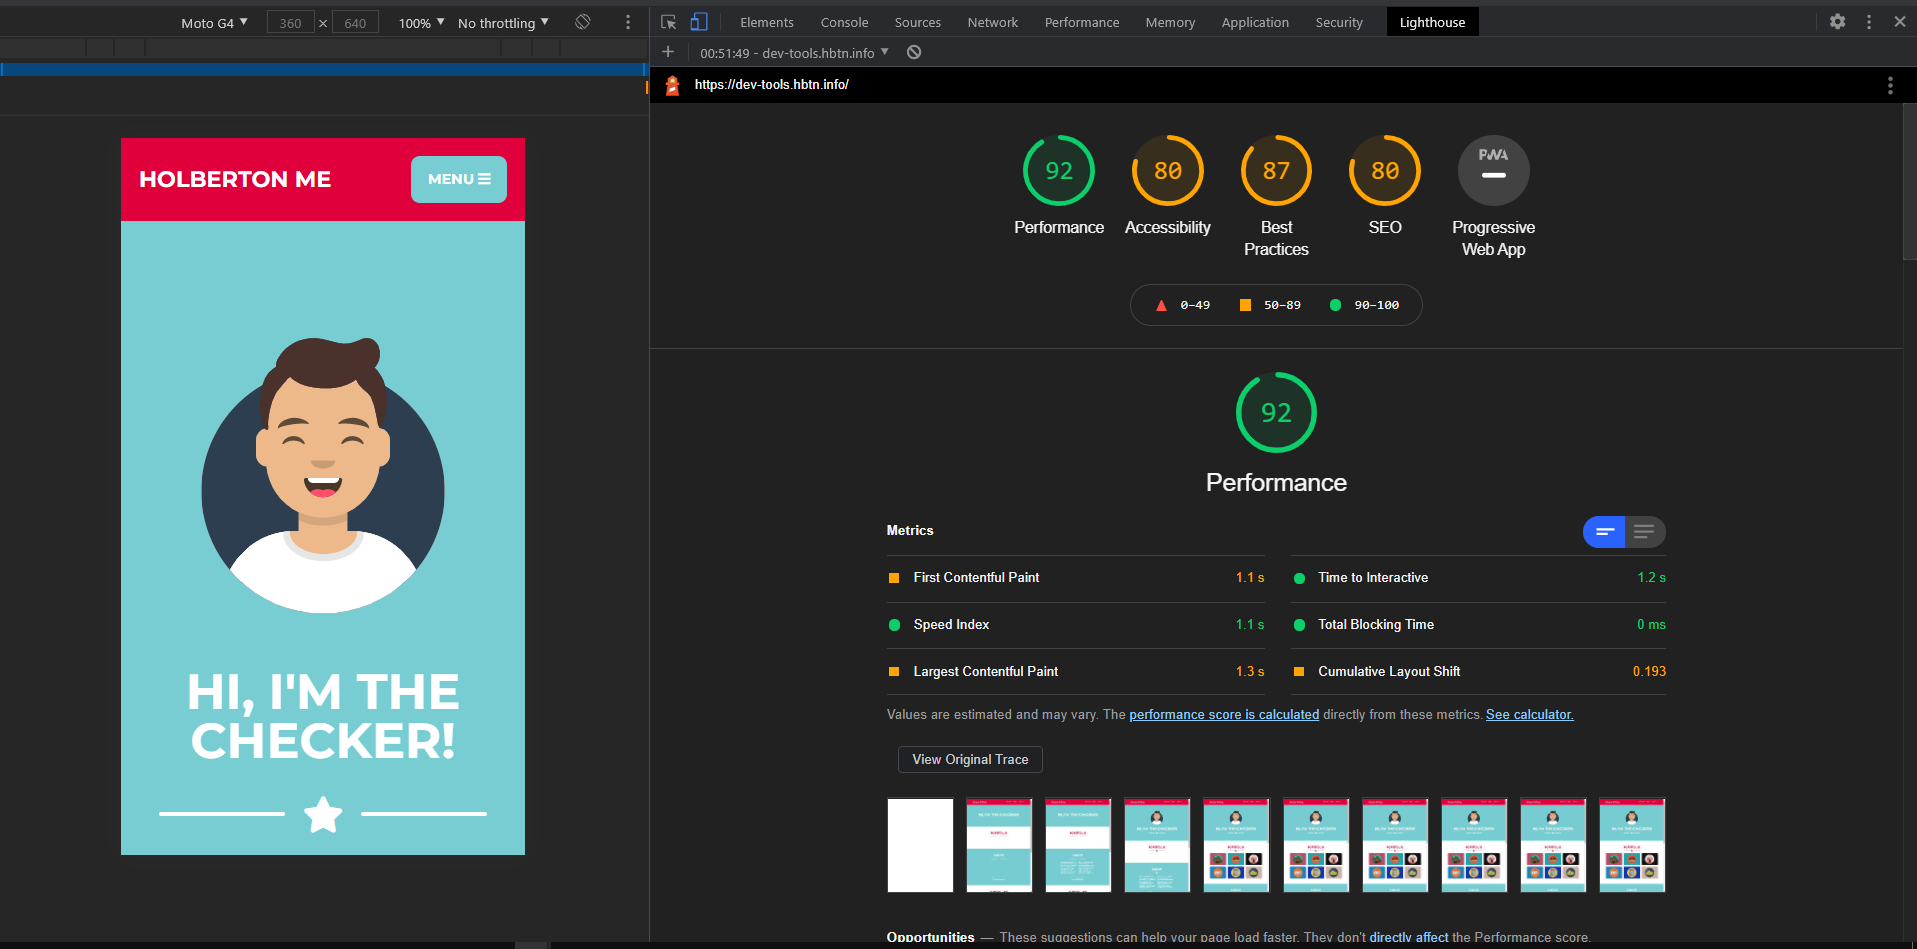 Moto G4 ▼ 360 × 640 100% ▼ No throttling ▼
Elements Console Sources Network Performance Memory Application Security Lighthouse
00:51:49 - dev-tools.hbtn.info ▼
https://dev-tools.hbtn.info/
HOLBERTON ME
MENU
HI, I'M THE
CHECKER!
92 80 87 80 PWA
Performance Accessibility Best SEO Progressive
Practices Web App
0–49 50–89 90–100
92
Performance
Metrics
First Contentful Paint 1.1 s
Time to Interactive 1.2 s
Speed Index 1.1 s
Total Blocking Time 0 ms
Largest Contentful Paint 1.3 s
Cumulative Layout Shift 0.193
Values are estimated and may vary. The performance score is calculated directly from these metrics. See calculator.
View Original Trace
Opportunities — These suggestions can help your page load faster. They don't directly affect the Performance score.